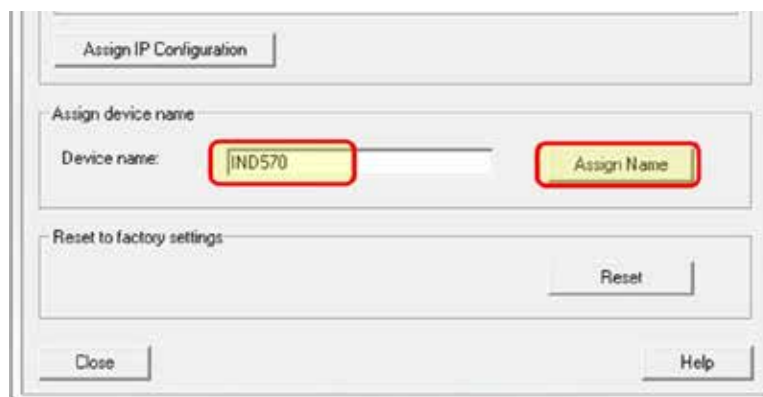 Assign IP Configuration
Assign device name
Device name: IND570 Assign Name
Reset to factory settings
Reset
Close Help